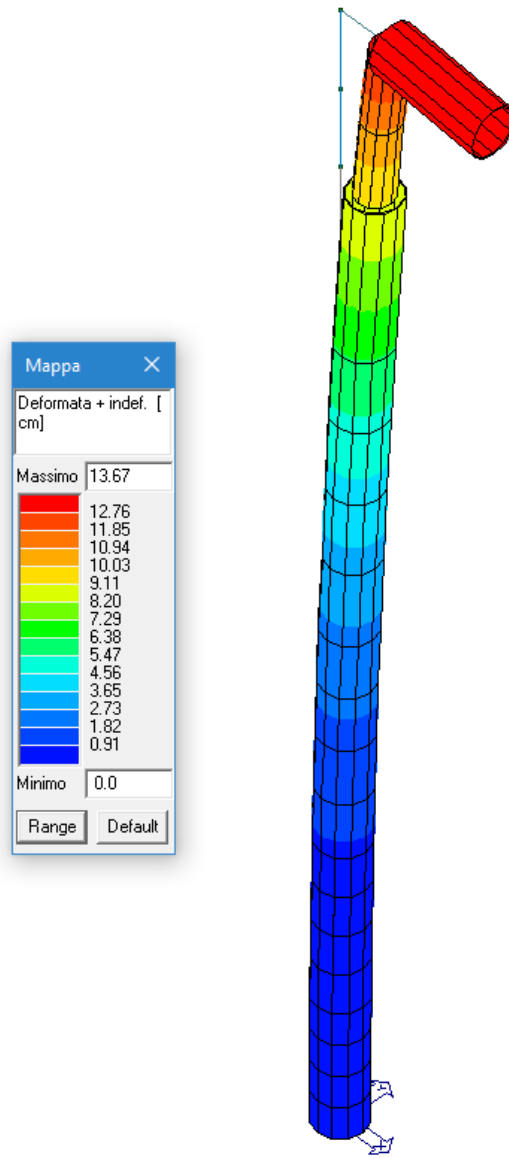 Mappa
Deformata + indef. [
cm]
Massimo 13.67
12.76
11.85
10.94
10.03
9.11
8.20
7.29
6.38
5.47
4.56
3.65
2.73
1.82
0.91
Minimo 0.0
Range Default